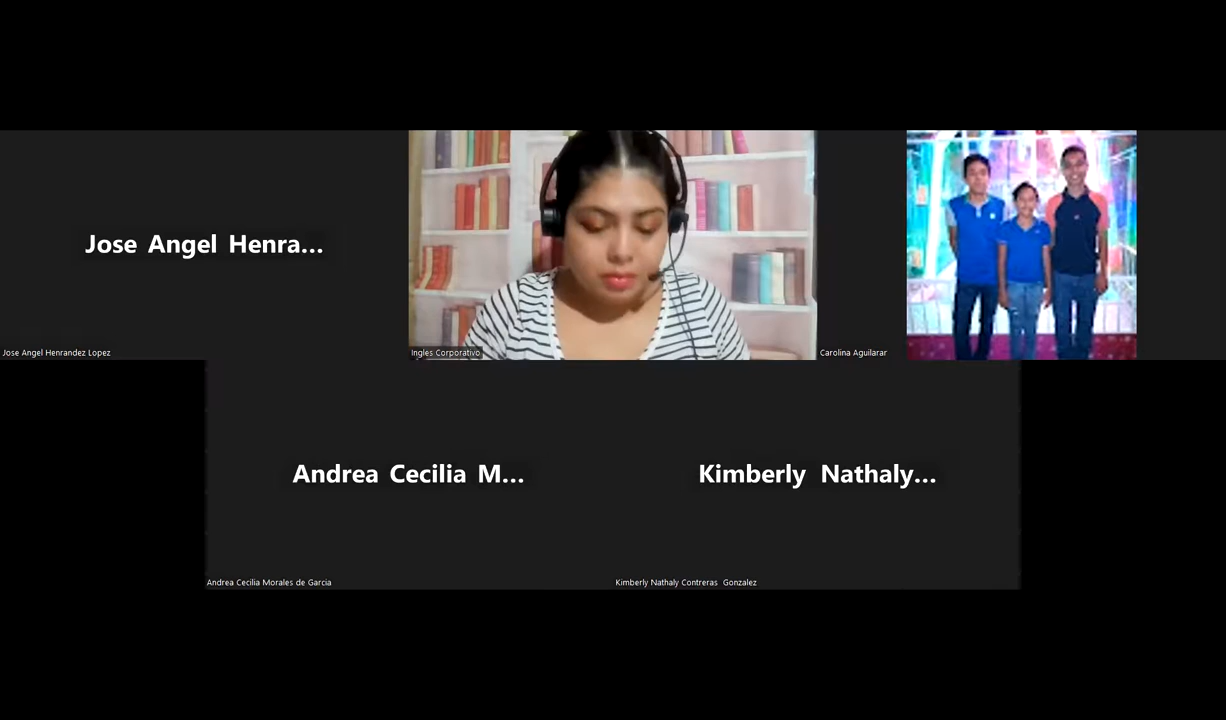 Jose Angel Henra...
Jose Angel Henrandez Lopez
Ingles Corporativo
Carolina Aguilarar
Andrea Cecilia M...
Kimberly Nathaly...
Andrea Cecilia Morales de Garcia
Kimberly Nathaly Contreras Gonzalez